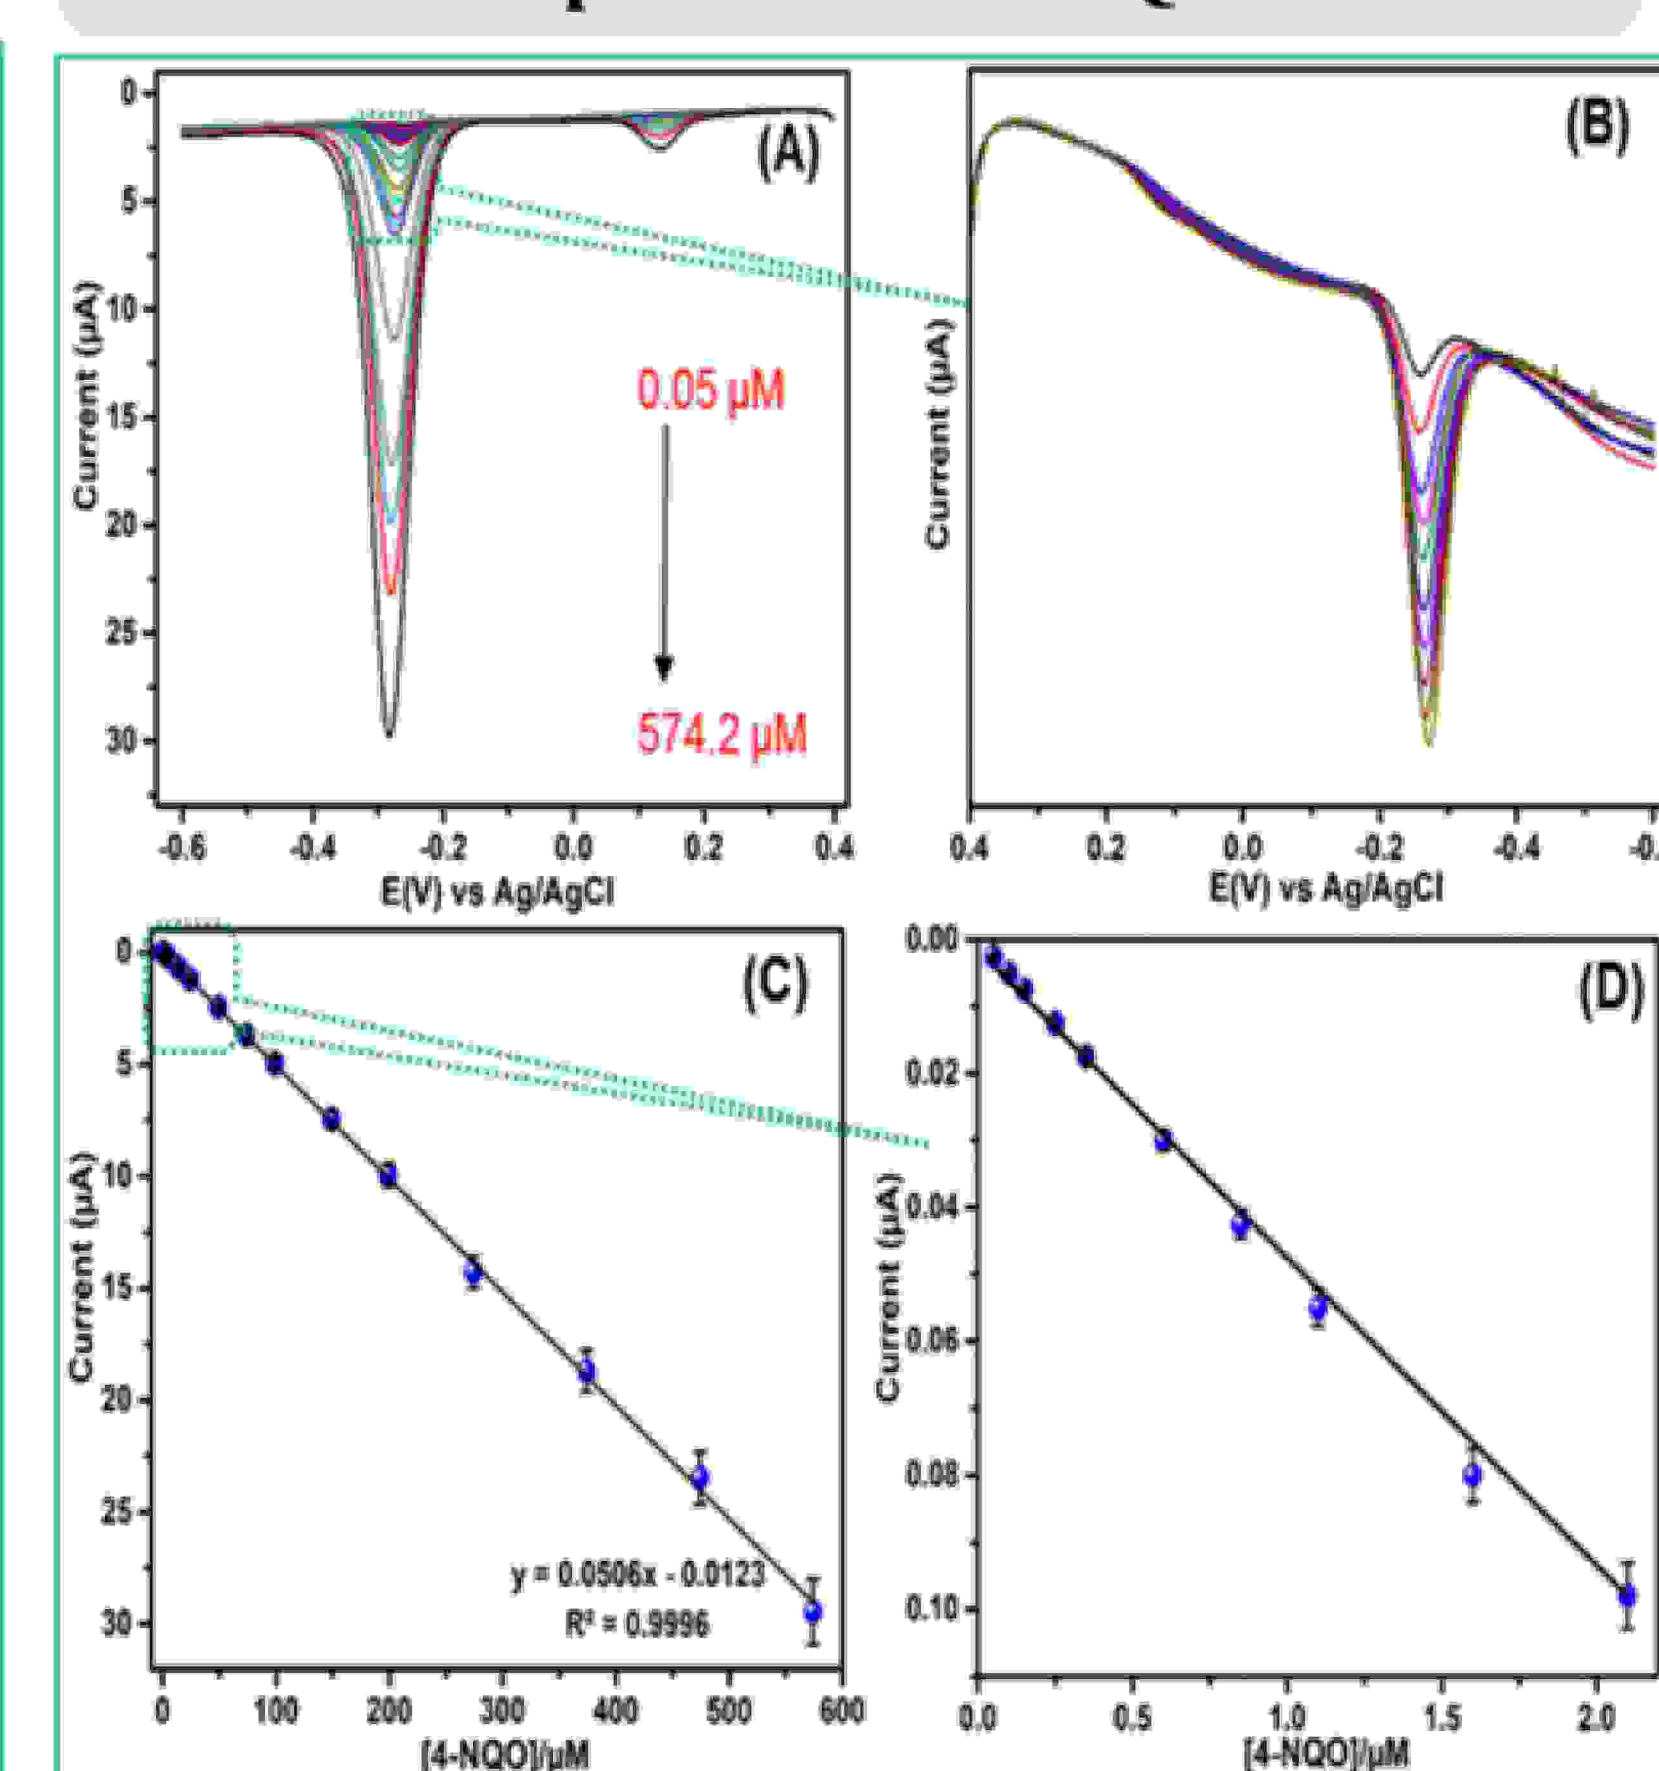 (A)
0
5
10
15
20
25
30
Current (µA)
0.05 µM
574.2 µM
-0.6 -0.4 -0.2 0.0 0.2 0.4
E(V) vs Ag/AgCl
(B)
Current (µA)
0.4 0.2 0.0 -0.2 -0.4 -0.
E(V) vs Ag/AgCl
(C)
0
5
10
15
20
25
30
Current (µA)
y = 0.0506x - 0.0123
R² = 0.9996
0 100 200 300 400 500 600
[4-NQO]/µM
(D)
0.00
0.02
0.04
0.06
0.08
0.10
Current (µA)
0.0 0.5 1.0 1.5 2.0
[4-NQO]/µM